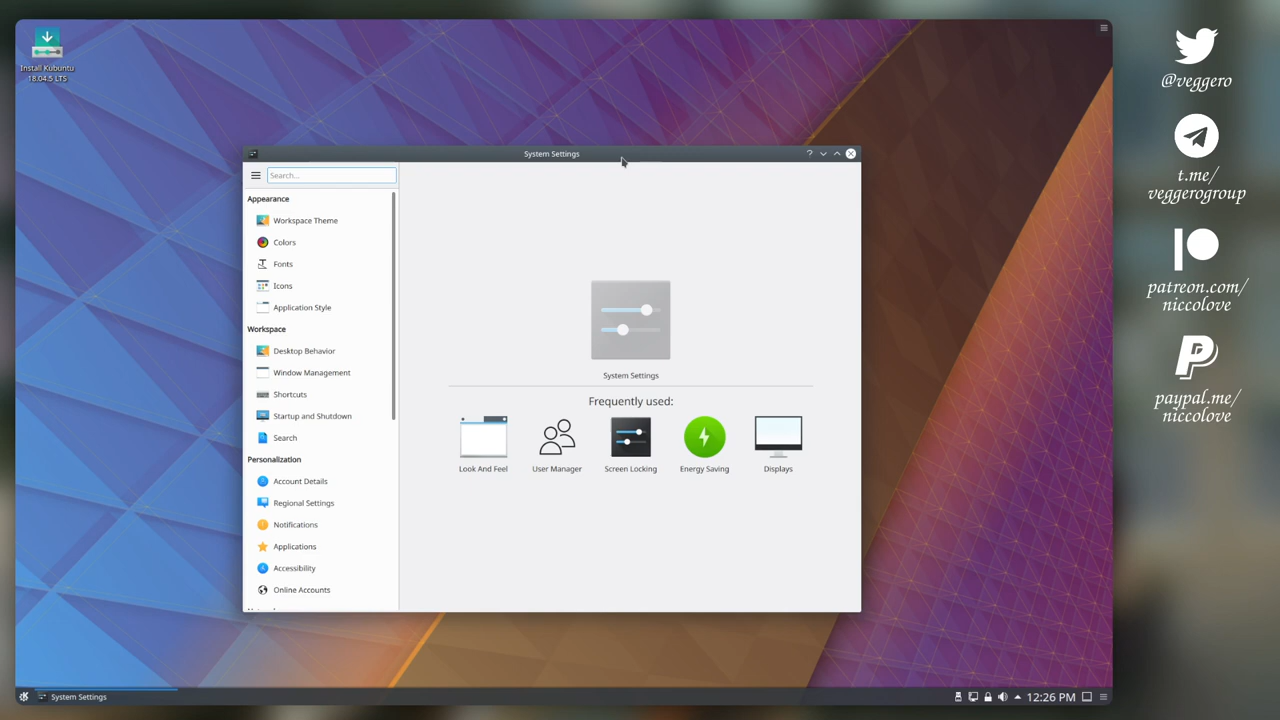 Install Kubuntu
18.04.5 LTS
System Settings
Search...
Appearance
Workspace Theme
Colors
Fonts
Icons
Application Style
Workspace
Desktop Behavior
Window Management
Shortcuts
Startup and Shutdown
Search
Personalization
Account Details
Regional Settings
Notifications
Applications
Accessibility
Online Accounts
System Settings
Frequently used:
Look And Feel
User Manager
Screen Locking
Energy Saving
Displays
System Settings
12:26 PM
@veggero
t.me/
veggerogroup
patreon.com/
niccolove
paypal.me/
niccolove